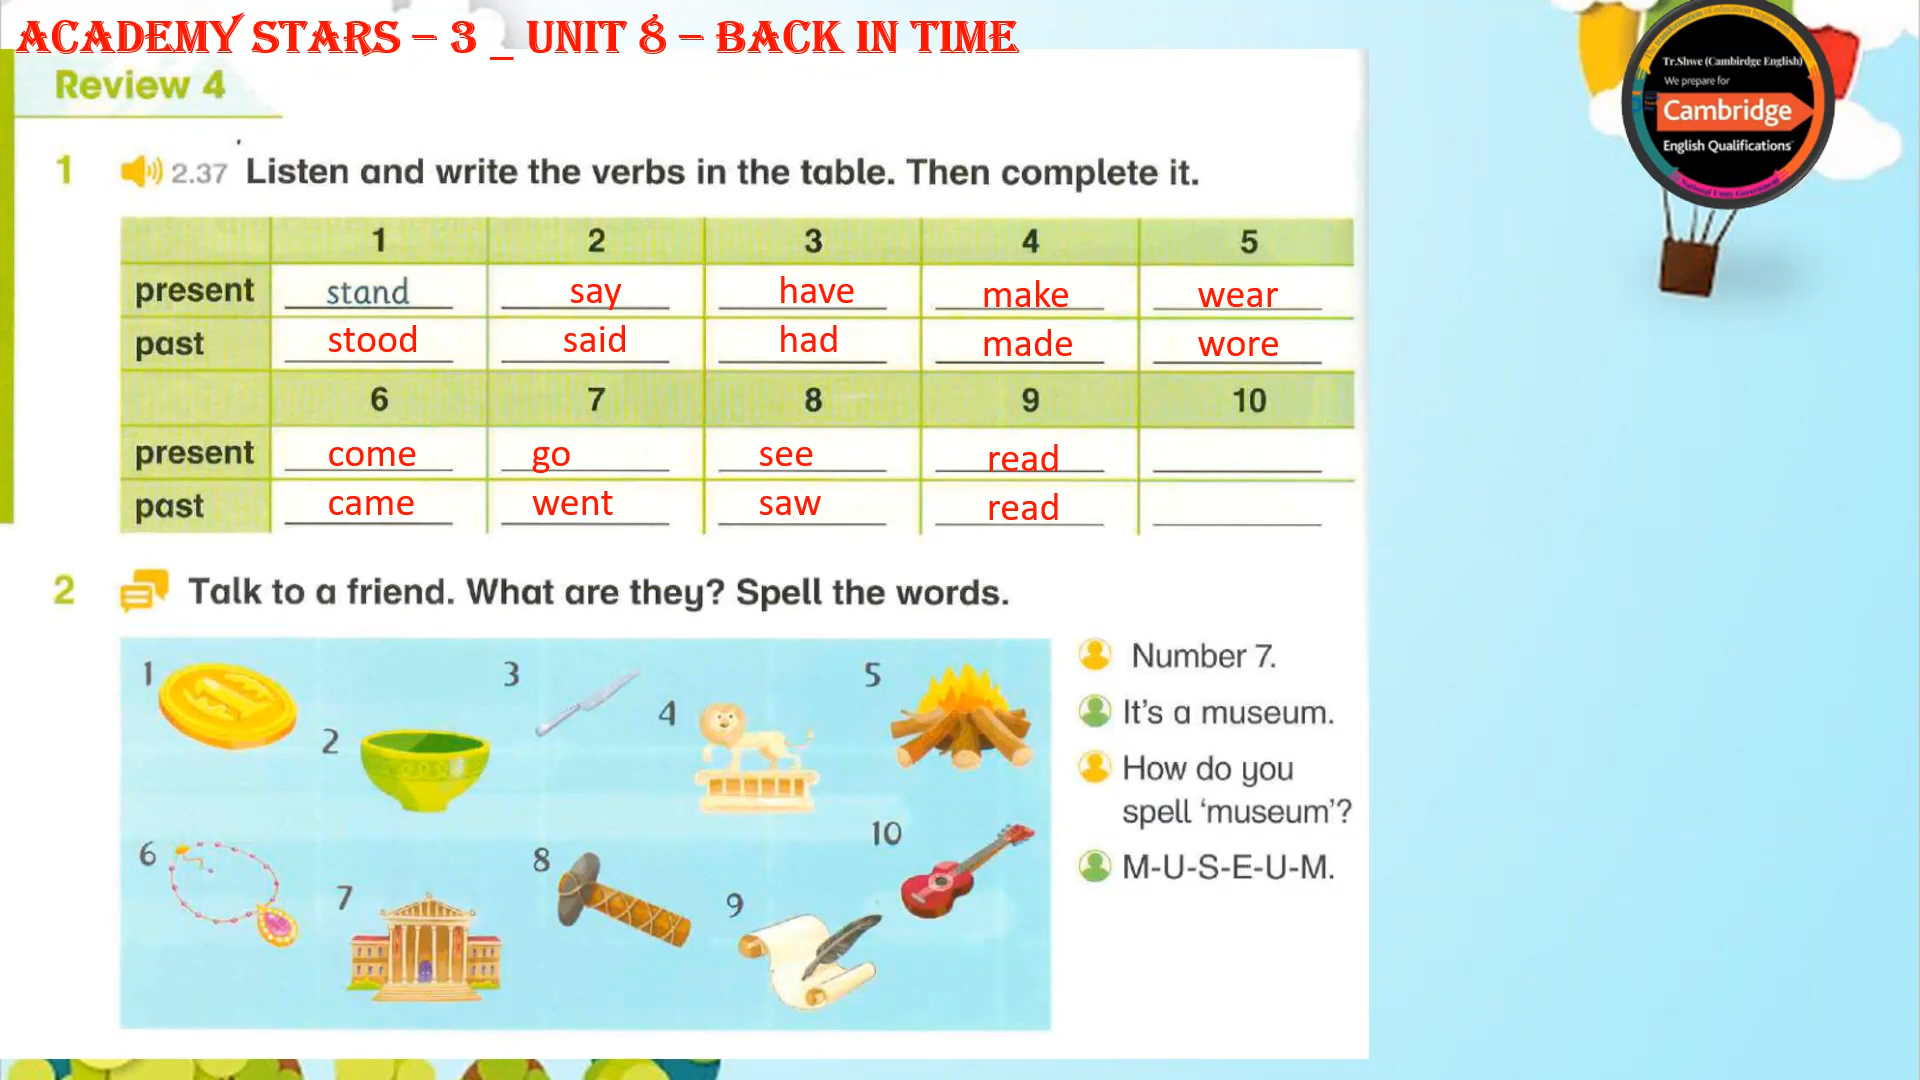 ACADEMY STARS – 3 _ UNIT 8 – BACK IN TIME
Review 4
1 2.37 Listen and write the verbs in the table. Then complete it.
1 2 3 4 5
present stand say have make wear
past stood said had made wore
6 7 8 9 10
present come go see read
past came went saw read
2 Talk to a friend. What are they? Spell the words.
1 2 3 4 5
6 7 8 9 10
Number 7.
It's a museum.
How do you
spell 'museum'?
M-U-S-E-U-M.
Tr.Shwe (Cambirdge English)
We prepare for
Cambridge
English Qualifications
National Unity Government